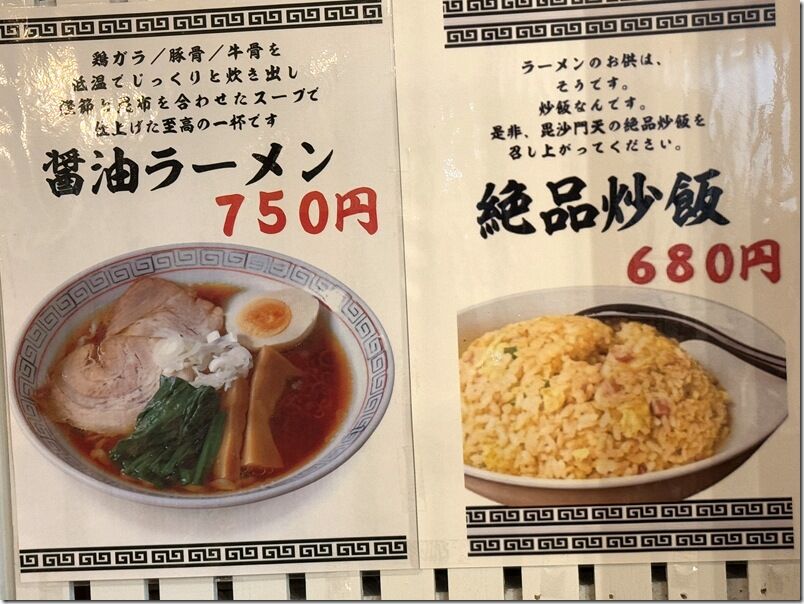 鶏ガラ／豚骨／牛骨を
低温でじっくりと炊き出し
節と昆布を合わせたスープで
仕上げた至高の一杯です
醤油ラーメン
750円
ラーメンのお供は、
そうです。
炒飯なんです。
是非、毘沙門天の絶品炒飯を
召し上がってください。
絶品炒飯
680円